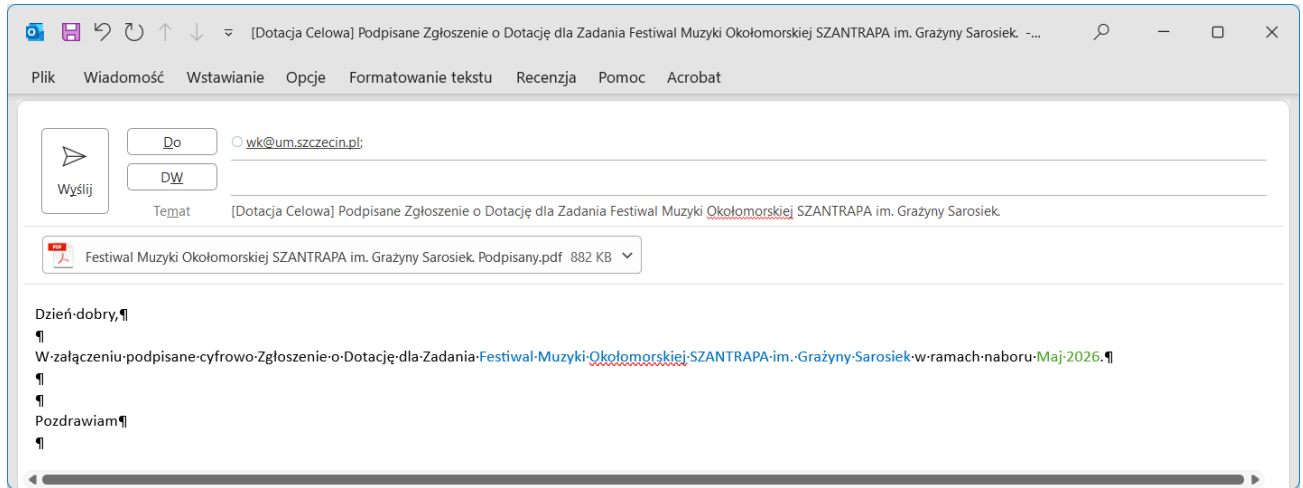 [Dotacja Celowa] Podpisane Zgłoszenie o Dotację dla Zadania Festiwal Muzyki Okołomorskiej SZANTRAPA im. Grażyny Sarosiek. -...
Plik Wiadomość Wstawianie Opcje Formatowanie tekstu Recenzja Pomoc Acrobat
Wyślij
Do wk@um.szczecin.pl;
DW
Temat [Dotacja Celowa] Podpisane Zgłoszenie o Dotację dla Zadania Festiwal Muzyki Okołomorskiej SZANTRAPA im. Grażyny Sarosiek.
PDF Festiwal Muzyki Okołomorskiej SZANTRAPA im. Grażyny Sarosiek. Podpisany.pdf 882 KB
Dzień·dobry,¶
¶
W·załączeniu·podpisane·cyfrowo·Zgłoszenie·o·Dotację·dla·Zadania·Festiwal·Muzyki·Okołomorskiej·SZANTRAPA·im.·Grażyny·Sarosiek·w·ramach·naboru·Maj·2026.¶
¶
¶
Pozdrawiam¶
¶